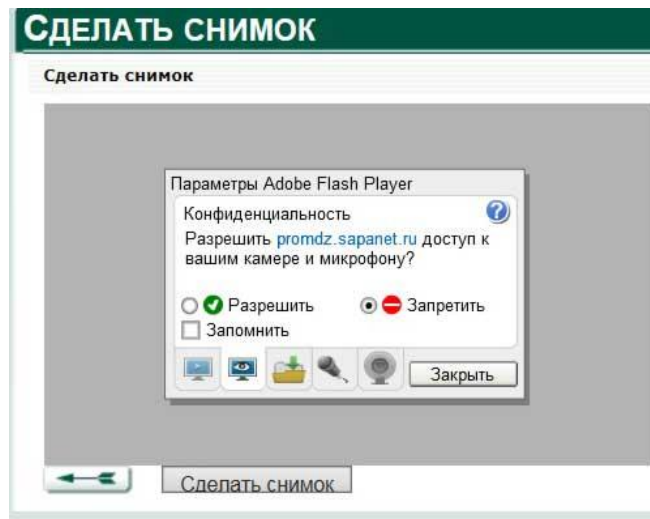 СДЕЛАТЬ СНИМОК
Сделать снимок
Параметры Adobe Flash Player
Конфиденциальность
Разрешить promdz.sapanet.ru доступ к
вашим камере и микрофону?
Разрешить Запретить
Запомнить
Закрыть
Сделать снимок